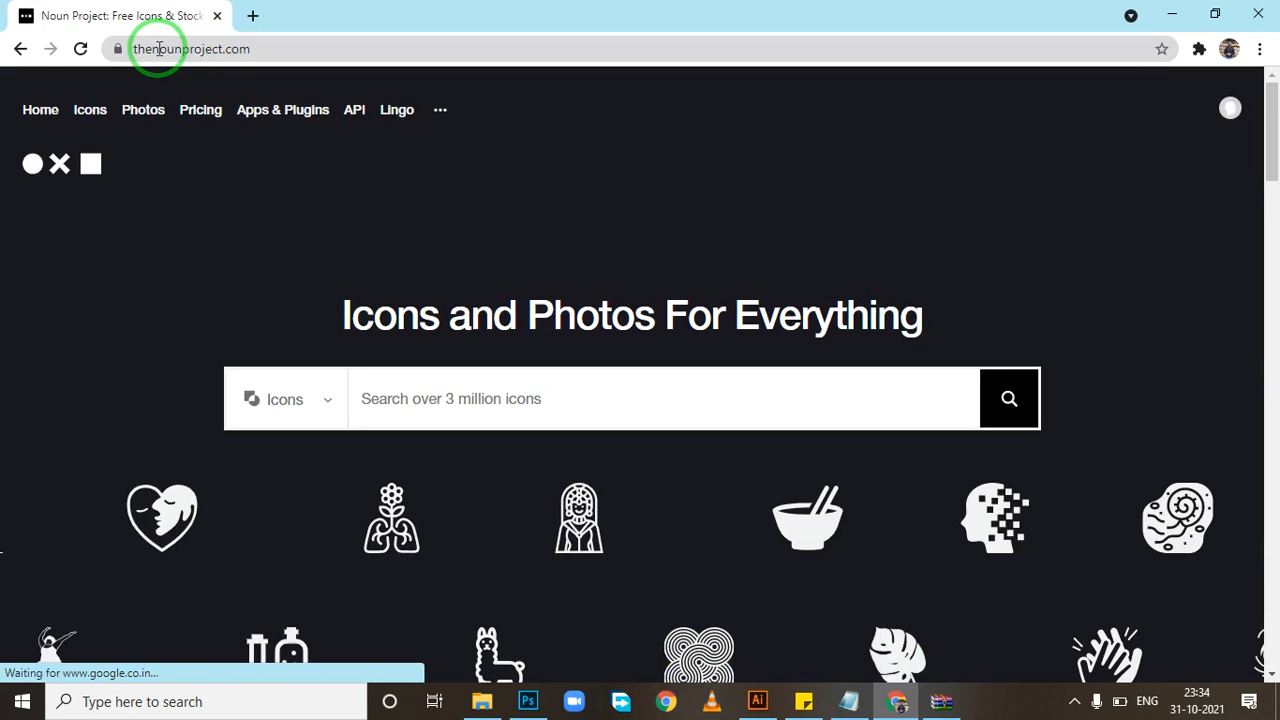 Noun Project: Free Icons & Stock
thenounproject.com
Home Icons Photos Pricing Apps & Plugins API Lingo
Icons and Photos For Everything
Icons Search over 3 million icons
Waiting for www.google.co.in...
Type here to search
Ps
Ai
ENG
23:34
31-10-2021